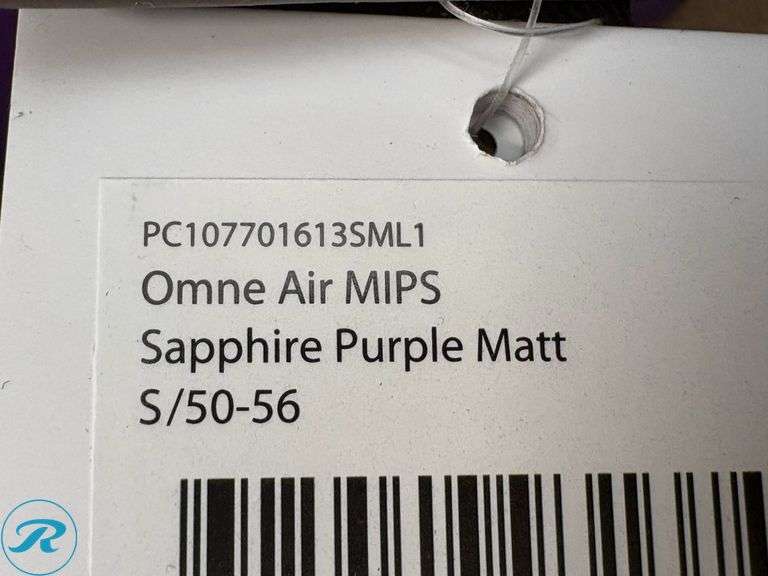 PC107701613SML1
Omne Air MIPS
Sapphire Purple Matt
S/50-56
R